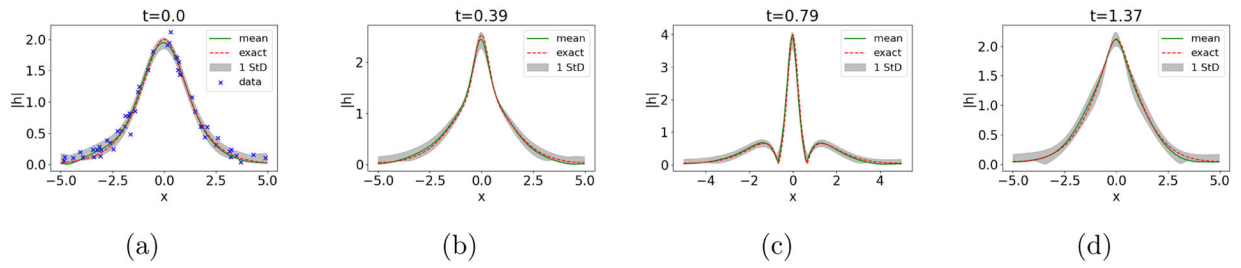 t=0.0
2.0
1.5
1.0
0.5
0.0
|h|
−5.0 −2.5 0.0 2.5 5.0
x
mean
exact
1 StD
data
(a)
t=0.39
2
1
0
|h|
−5.0 −2.5 0.0 2.5 5.0
x
mean
exact
1 StD
(b)
t=0.79
4
3
2
1
0
|h|
−4 −2 0 2 4
x
mean
exact
1 StD
(c)
t=1.37
2.0
1.5
1.0
0.5
0.0
|h|
−5.0 −2.5 0.0 2.5 5.0
x
mean
exact
1 StD
(d)